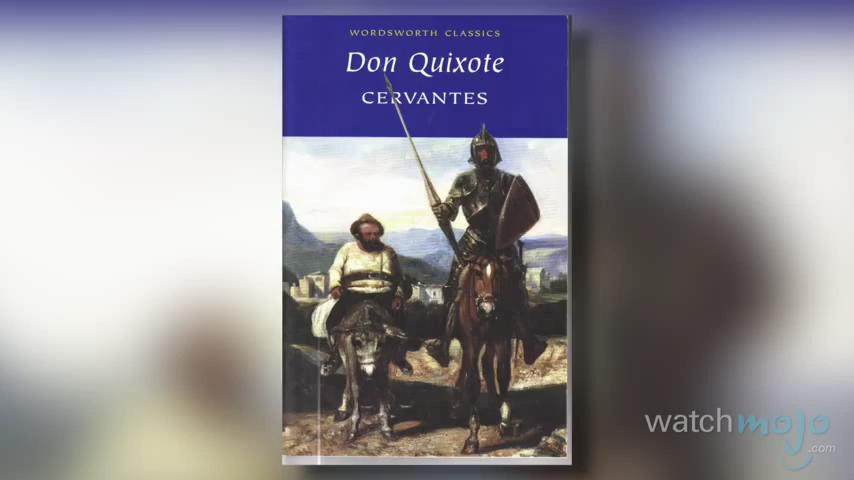 WORDSWORTH CLASSICS
Don Quixote
CERVANTES
watchmojo
.com